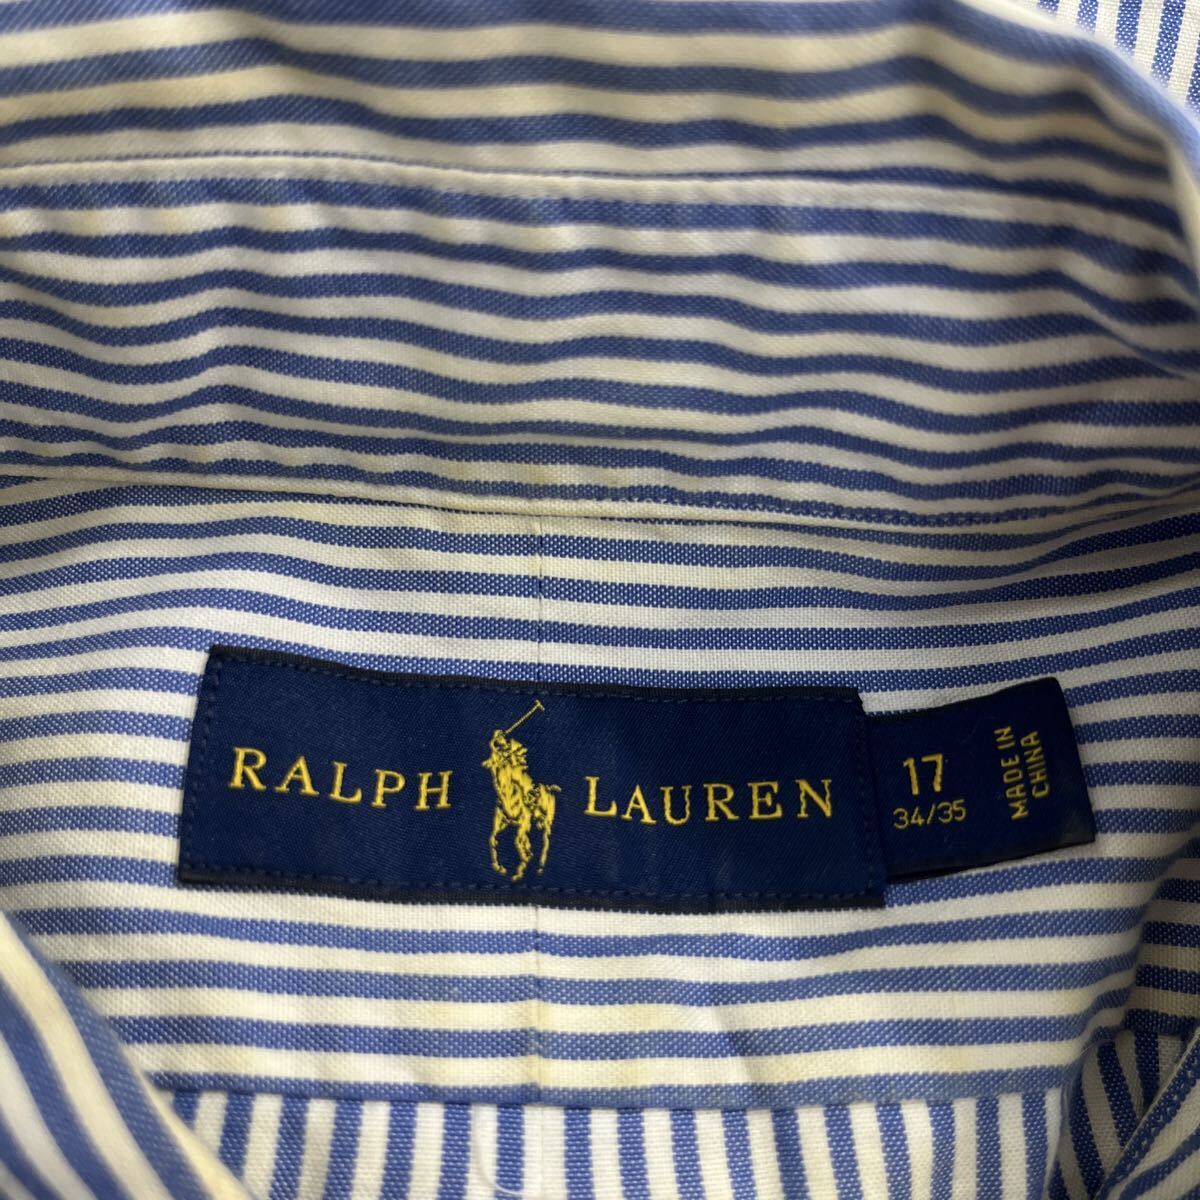 RALPH LAUREN
17
34/35
MADE IN
CHINA